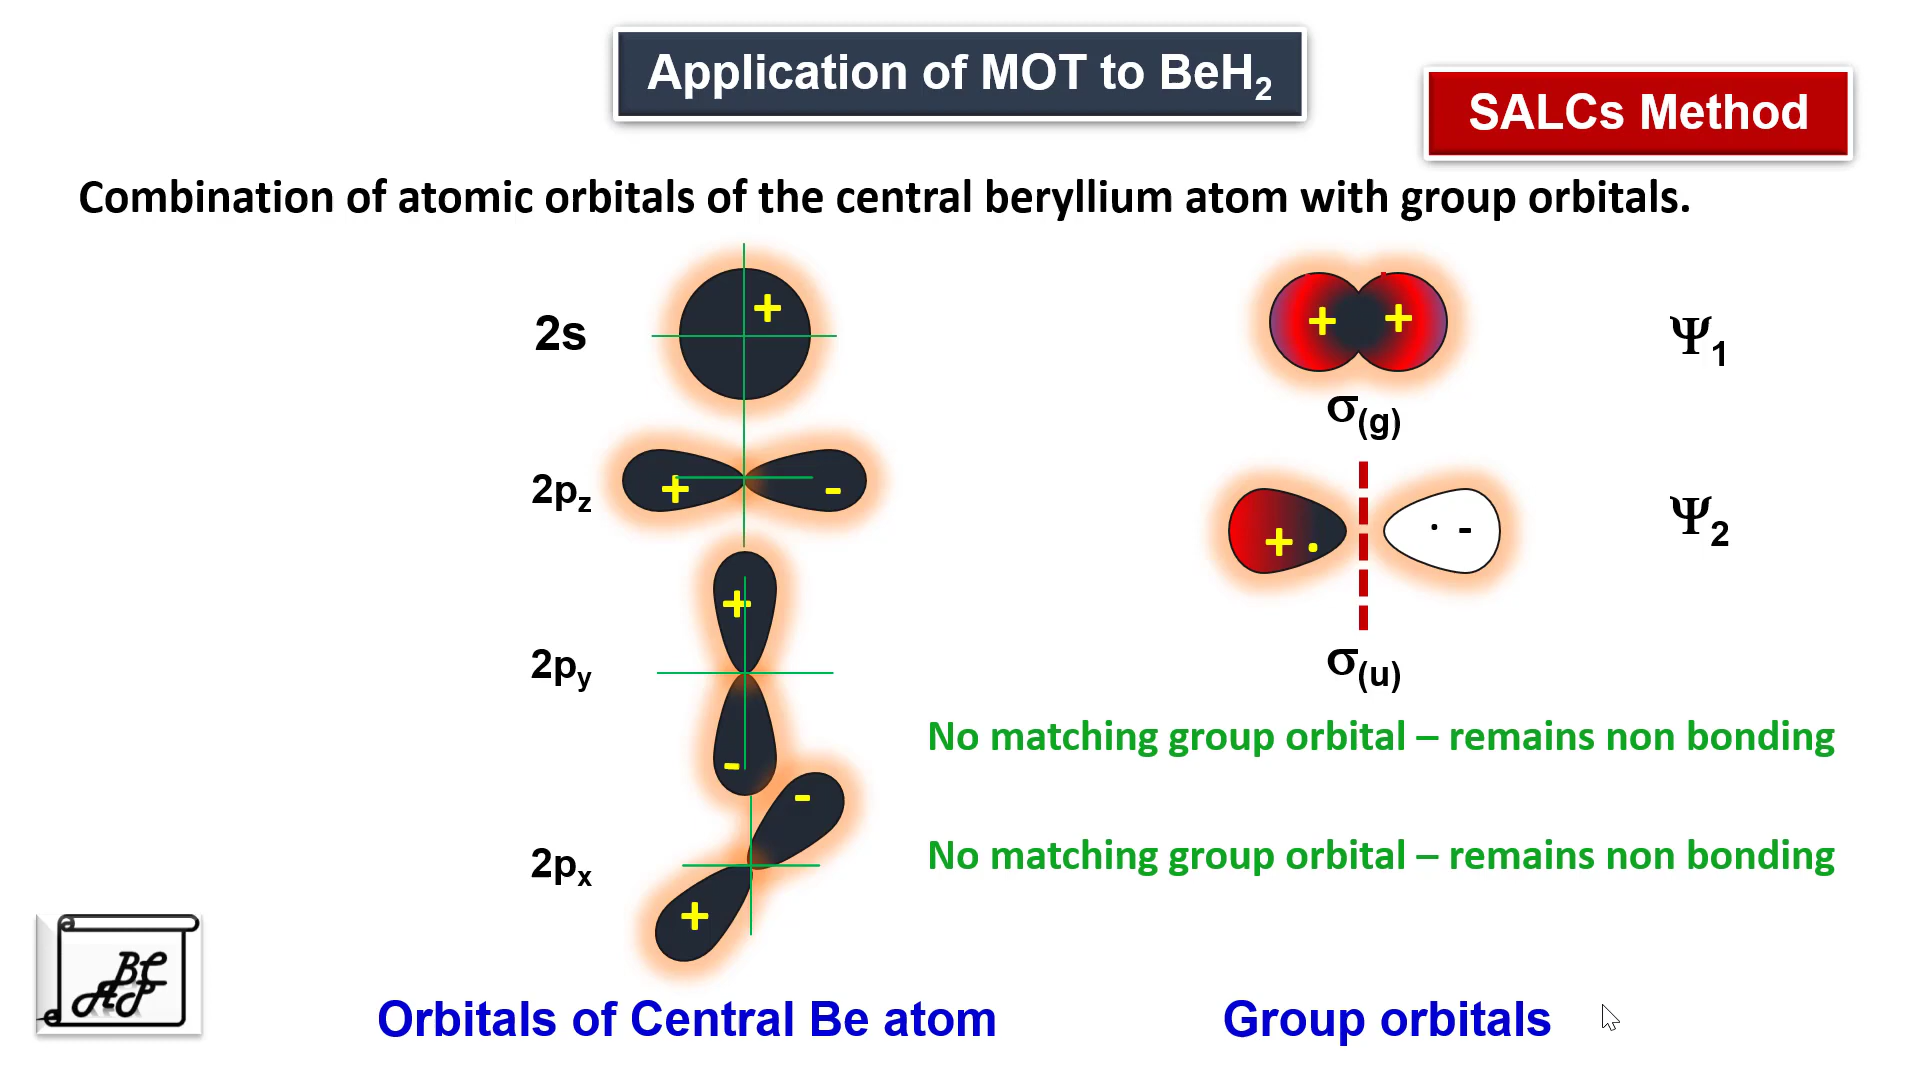 Application of MOT to BeH₂
SALCs Method
Combination of atomic orbitals of the central beryllium atom with group orbitals.
2s
+
+ +
Ψ₁
σ(g)
2pz
+ -
+ . . -
Ψ₂
2py
+
-
σ(u)
No matching group orbital – remains non bonding
2px
-
+
No matching group orbital – remains non bonding
Orbitals of Central Be atom
Group orbitals